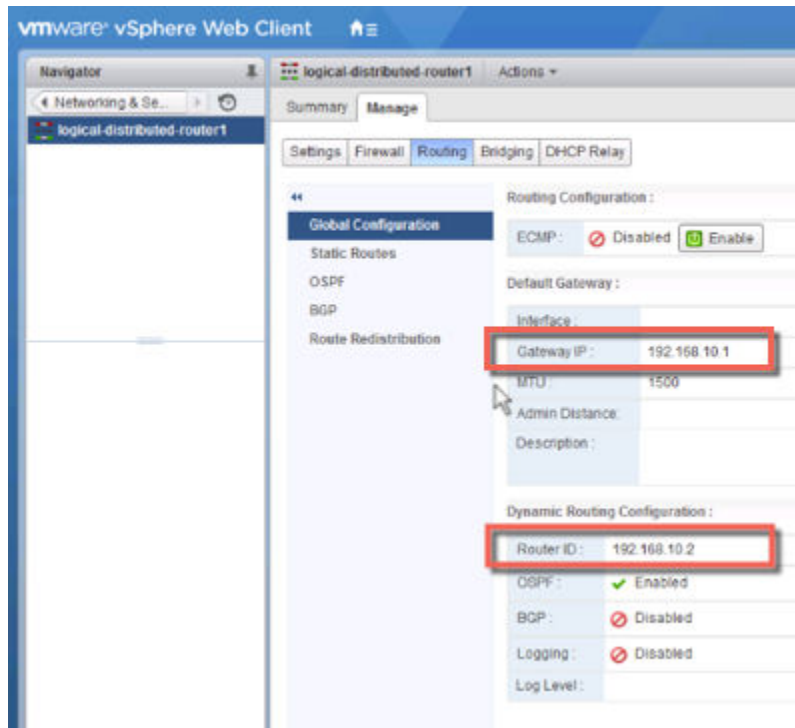 vmware® vSphere Web Client
Navigator
Networking & Se...
logical-distributed-router1
logical-distributed-router1 Actions
Summary Manage
Settings Firewall Routing Bridging DHCP Relay
Global Configuration
Static Routes
OSPF
BGP
Route Redistribution
Routing Configuration :
ECMP : Disabled Enable
Default Gateway :
Interface :
Gateway IP : 192.168.10.1
MTU : 1500
Admin Distance:
Description :
Dynamic Routing Configuration :
Router ID : 192.168.10.2
OSPF : Enabled
BGP : Disabled
Logging : Disabled
Log Level :